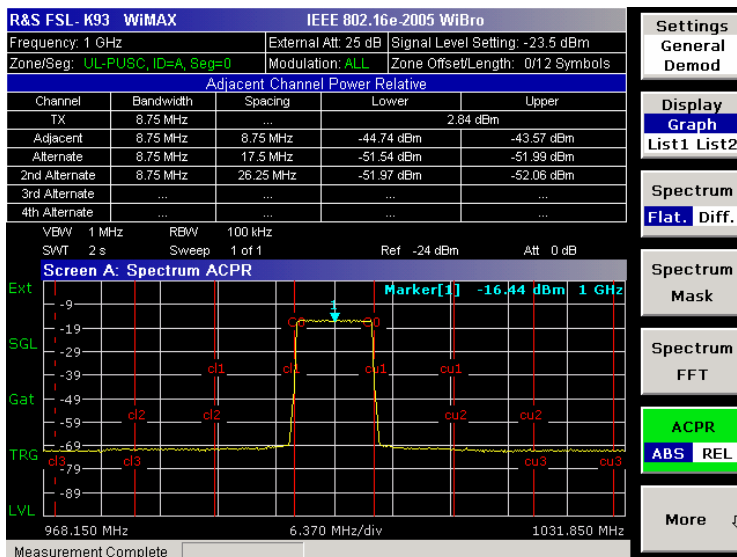 R&S FSL-K93 WiMAX IEEE 802.16e-2005 WiBro
Frequency: 1 GHz External Att: 25 dB Signal Level Setting: -23.5 dBm
Zone/Seg: UL-PUSC, ID=A, Seg=0 Modulation: ALL Zone Offset/Length: 0/12 Symbols
Adjacent Channel Power Relative
Channel Bandwidth Spacing Lower Upper
TX 8.75 MHz ... 2.84 dBm
Adjacent 8.75 MHz 8.75 MHz -44.74 dBm -43.57 dBm
Alternate 8.75 MHz 17.5 MHz -51.54 dBm -51.99 dBm
2nd Alternate 8.75 MHz 26.25 MHz -51.97 dBm -52.06 dBm
3rd Alternate ... ... ... ...
4th Alternate ... ... ... ...
VBW 1 MHz RBW 100 kHz
SWT 2 s Sweep 1 of 1 Ref -24 dBm Att 0 dB
Screen A: Spectrum ACPR
Ext Marker[1] -16.44 dBm 1 GHz
-9 1
-19 C0 C0
SGL
-29
-39 cl1 cl1 cu1 cu1
Gat -49
-59 cl2 cl2 cu2 cu2
-69
TRG cl3 cl3 cu3 cu3
-79
-89
LVL
968.150 MHz 6.370 MHz/div 1031.850 MHz
Measurement Complete
Settings
General
Demod
Display
Graph
List1 List2
Spectrum
Flat. Diff.
Spectrum
Mask
Spectrum
FFT
ACPR
ABS REL
More